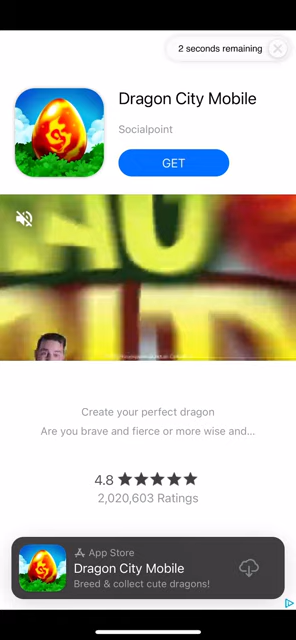 2 seconds remaining
Dragon City Mobile
Socialpoint
GET
Create your perfect dragon
Are you brave and fierce or more wise and...
4.8 ★★★★★
2,020,603 Ratings
App Store
Dragon City Mobile
Breed & collect cute dragons!